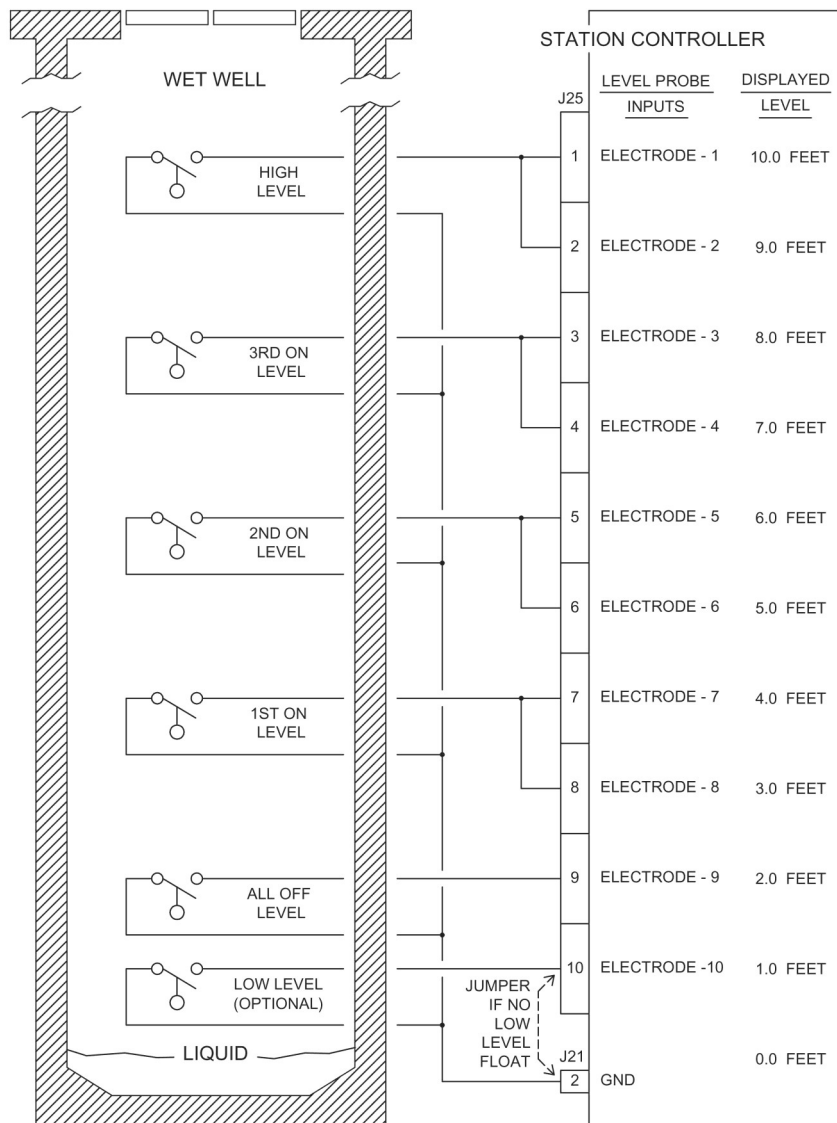 STATION CONTROLLER
WET WELL
LEVEL PROBE
INPUTS
DISPLAYED
LEVEL
J25
HIGH
LEVEL
1 ELECTRODE - 1 10.0 FEET
2 ELECTRODE - 2 9.0 FEET
3RD ON
LEVEL
3 ELECTRODE - 3 8.0 FEET
4 ELECTRODE - 4 7.0 FEET
2ND ON
LEVEL
5 ELECTRODE - 5 6.0 FEET
6 ELECTRODE - 6 5.0 FEET
1ST ON
LEVEL
7 ELECTRODE - 7 4.0 FEET
8 ELECTRODE - 8 3.0 FEET
ALL OFF
LEVEL
9 ELECTRODE - 9 2.0 FEET
LOW LEVEL
(OPTIONAL)
10 ELECTRODE -10 1.0 FEET
JUMPER
IF NO
LOW
LEVEL
FLOAT
LIQUID
J21
0.0 FEET
2 GND